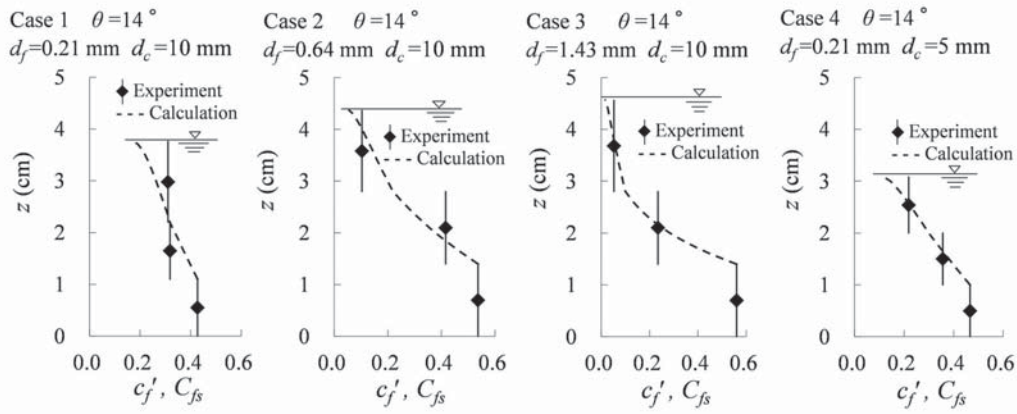 Case 1 θ=14°
d_f=0.21 mm d_c=10 mm
5
4
3
2
1
0
z (cm)
Experiment
Calculation
0.0 0.2 0.4 0.6
c_f′, C_fs
Case 2 θ=14°
d_f=0.64 mm d_c=10 mm
5
4
3
2
1
0
z (cm)
Experiment
Calculation
0.0 0.2 0.4 0.6
c_f′, C_fs
Case 3 θ=14°
d_f=1.43 mm d_c=10 mm
5
4
3
2
1
0
z (cm)
Experiment
Calculation
0.0 0.2 0.4 0.6
c_f′, C_fs
Case 4 θ=14°
d_f=0.21 mm d_c=5 mm
5
4
3
2
1
0
z (cm)
Experiment
Calculation
0.0 0.2 0.4 0.6
c_f′, C_fs